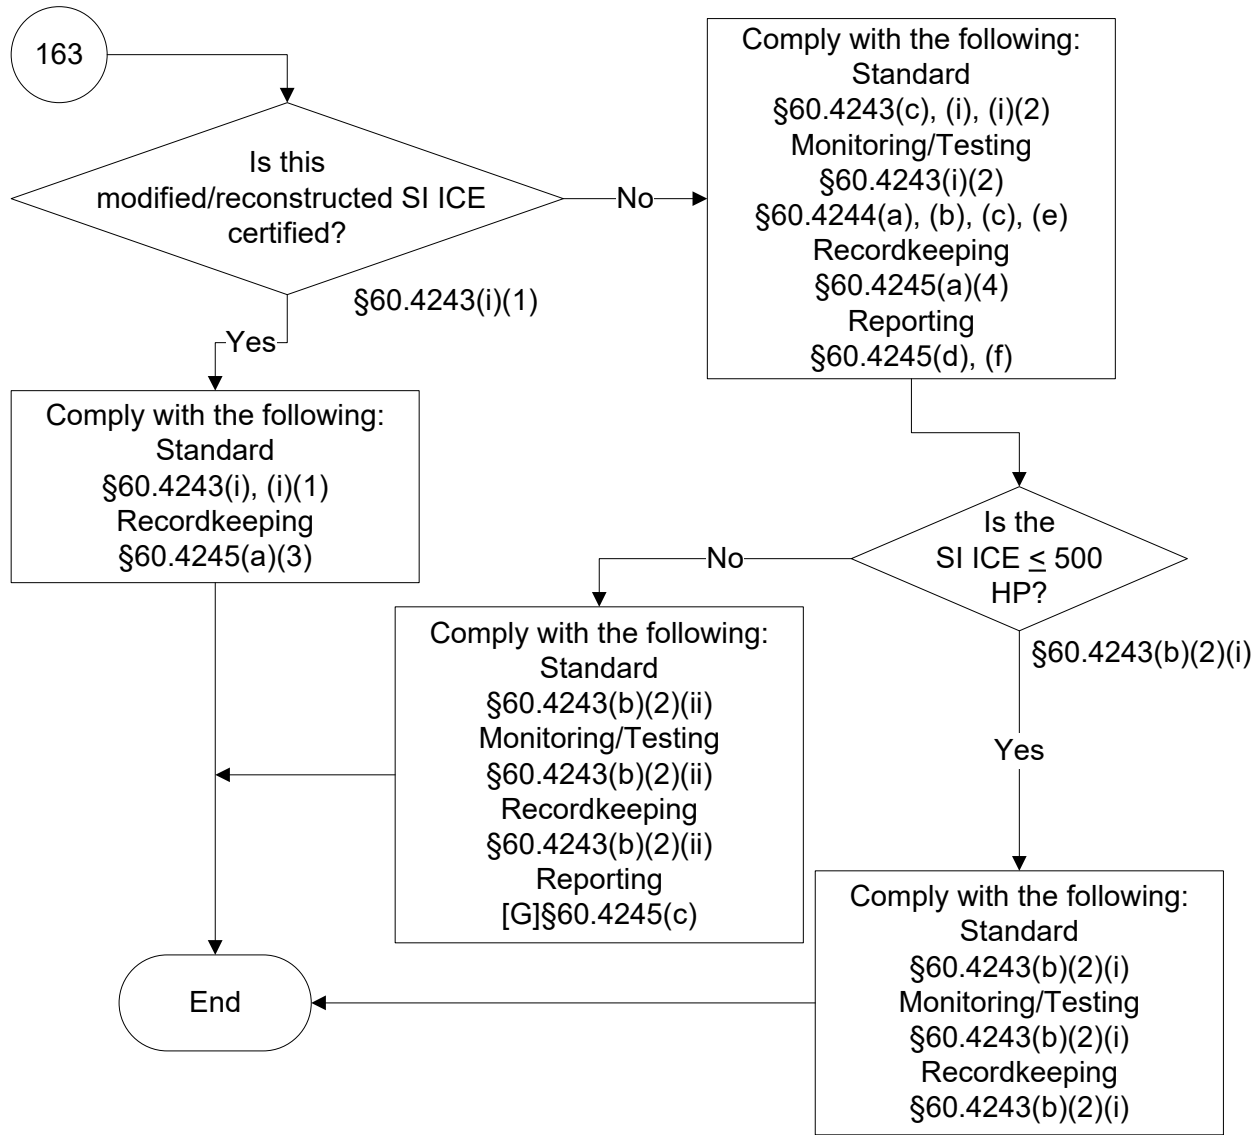 163
Is this
modified/reconstructed SI ICE
certified?
§60.4243(i)(1)
No
Yes
Comply with the following:
Standard
§60.4243(c), (i), (i)(2)
Monitoring/Testing
§60.4243(i)(2)
§60.4244(a), (b), (c), (e)
Recordkeeping
§60.4245(a)(4)
Reporting
§60.4245(d), (f)
Comply with the following:
Standard
§60.4243(i), (i)(1)
Recordkeeping
§60.4245(a)(3)
Is the
SI ICE ≤ 500
HP?
§60.4243(b)(2)(i)
No
Yes
Comply with the following:
Standard
§60.4243(b)(2)(ii)
Monitoring/Testing
§60.4243(b)(2)(ii)
Recordkeeping
§60.4243(b)(2)(ii)
Reporting
[G]§60.4245(c)
Comply with the following:
Standard
§60.4243(b)(2)(i)
Monitoring/Testing
§60.4243(b)(2)(i)
Recordkeeping
§60.4243(b)(2)(i)
End